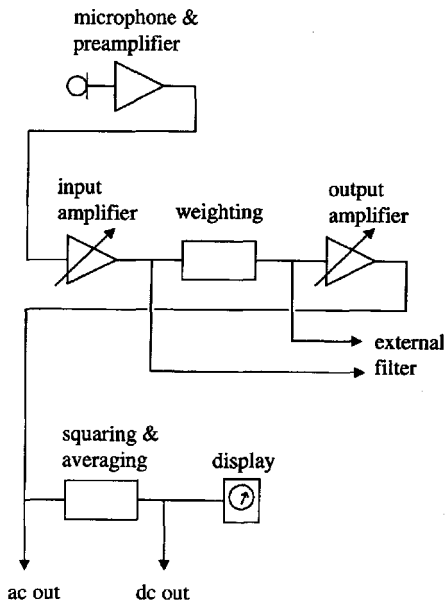 microphone &
preamplifier
input
amplifier
weighting
output
amplifier
external
filter
squaring &
averaging
display
ac out
dc out